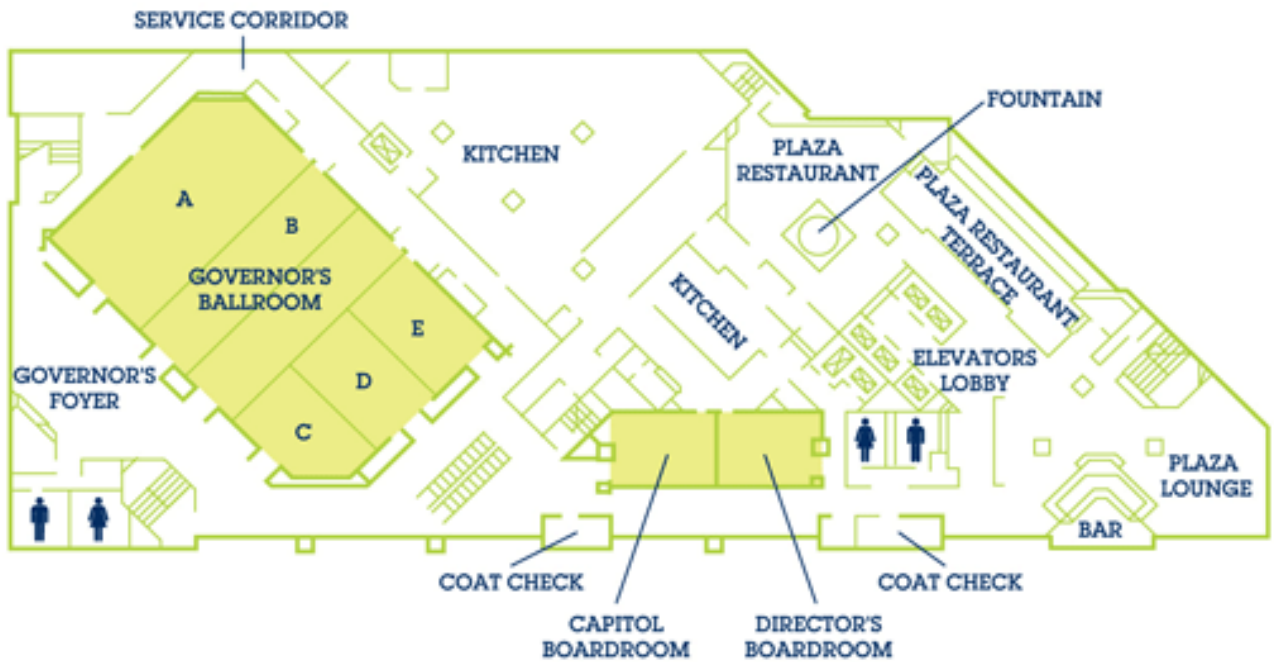 SERVICE CORRIDOR
FOUNTAIN
KITCHEN
PLAZA
RESTAURANT
PLAZA RESTAURANT
TERRACE
A
B
GOVERNOR'S
BALLROOM
E
D
C
KITCHEN
ELEVATORS
LOBBY
GOVERNOR'S
FOYER
PLAZA
LOUNGE
BAR
COAT CHECK
COAT CHECK
CAPITOL
BOARDROOM
DIRECTOR'S
BOARDROOM